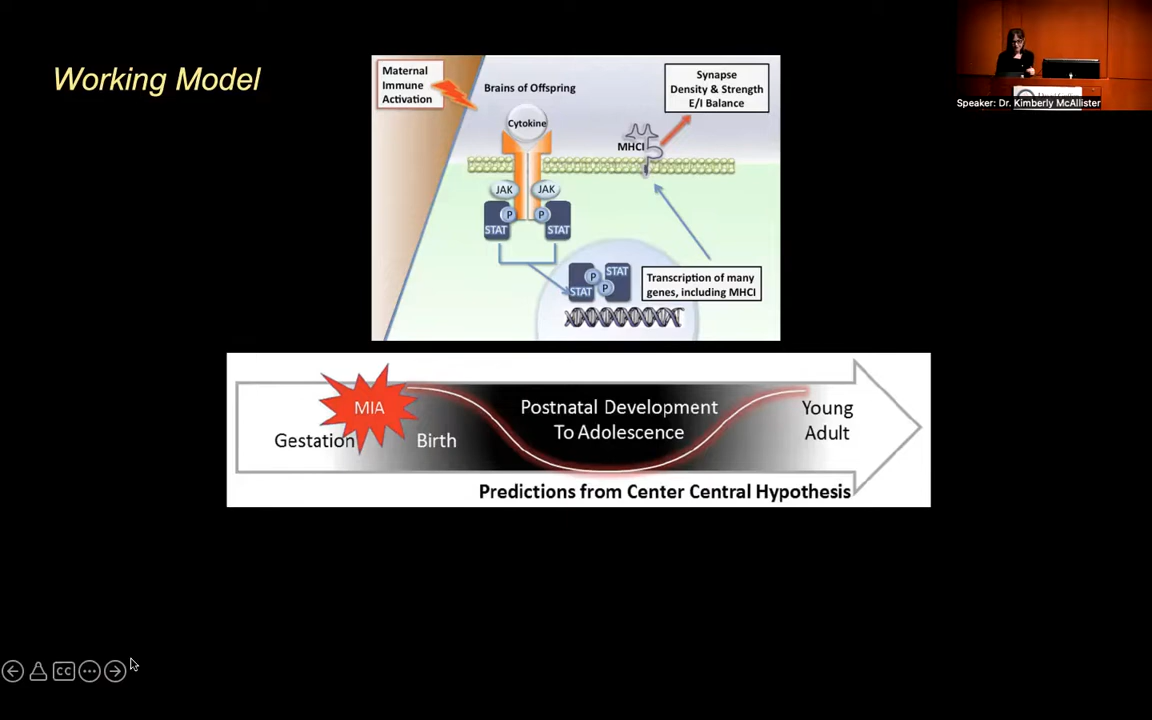 Working Model
Maternal
Immune
Activation
Brains of Offspring
Synapse
Density & Strength
E/I Balance
Cytokine
MHCI
JAK
JAK
P
P
STAT
STAT
STAT
P
P
STAT
Transcription of many
genes, including MHCI
MIA
Gestation
Birth
Postnatal Development
To Adolescence
Young
Adult
Predictions from Center Central Hypothesis
Speaker: Dr. Kimberly McAllister
CC